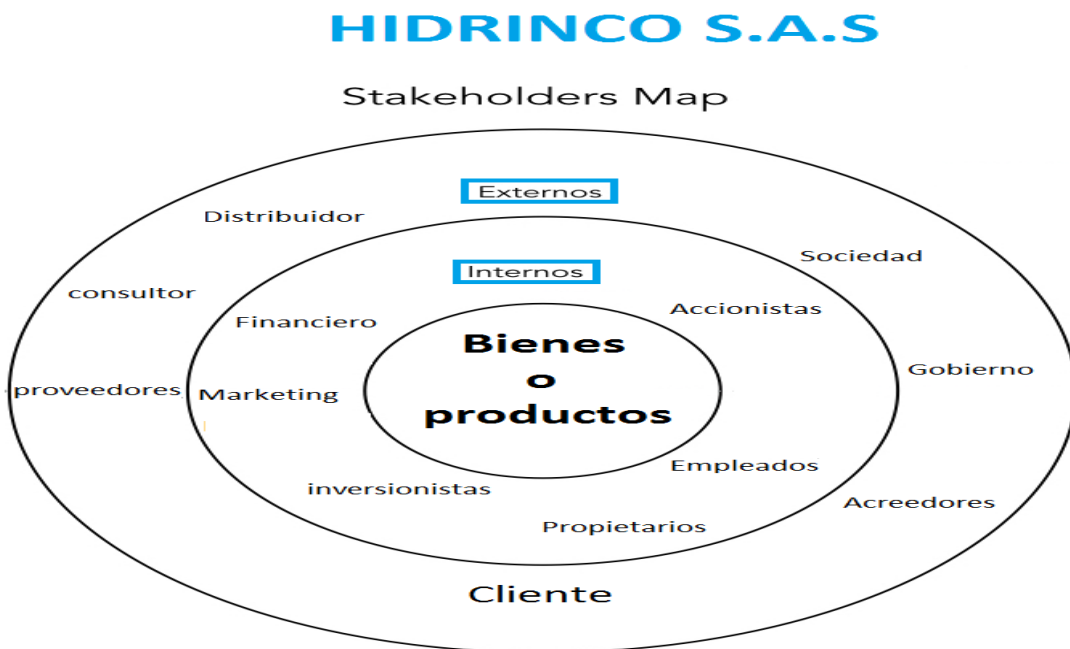 HIDRINCO S.A.S
Stakeholders Map
Externos
Distribuidor
Sociedad
Internos
consultor
Accionistas
Financiero
Bienes
o
productos
Gobierno
proveedores
Marketing
Empleados
inversionistas
Acreedores
Propietarios
Cliente